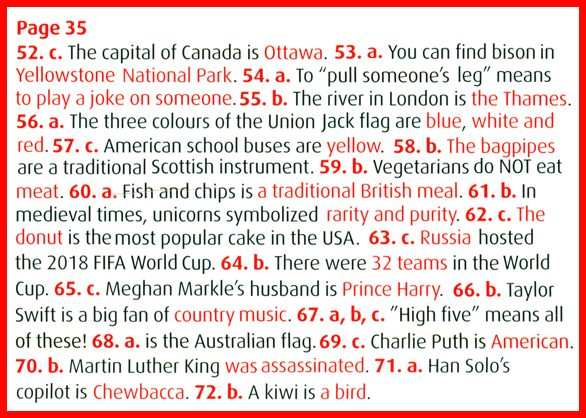 Page 35
52. c. The capital of Canada is Ottawa. 53. a. You can find bison in
Yellowstone National Park. 54. a. To “pull someone’s leg” means
to play a joke on someone. 55. b. The river in London is the Thames.
56. a. The three colours of the Union Jack flag are blue, white and
red. 57. c. American school buses are yellow. 58. b. The bagpipes
are a traditional Scottish instrument. 59. b. Vegetarians do NOT eat
meat. 60. a. Fish and chips is a traditional British meal. 61. b. In
medieval times, unicorns symbolized rarity and purity. 62. c. The
donut is the most popular cake in the USA. 63. c. Russia hosted
the 2018 FIFA World Cup. 64. b. There were 32 teams in the World
Cup. 65. c. Meghan Markle’s husband is Prince Harry. 66. b. Taylor
Swift is a big fan of country music. 67. a, b, c. ”High five” means all
of these! 68. a. is the Australian flag. 69. c. Charlie Puth is American.
70. b. Martin Luther King was assassinated. 71. a. Han Solo’s
copilot is Chewbacca. 72. b. A kiwi is a bird.